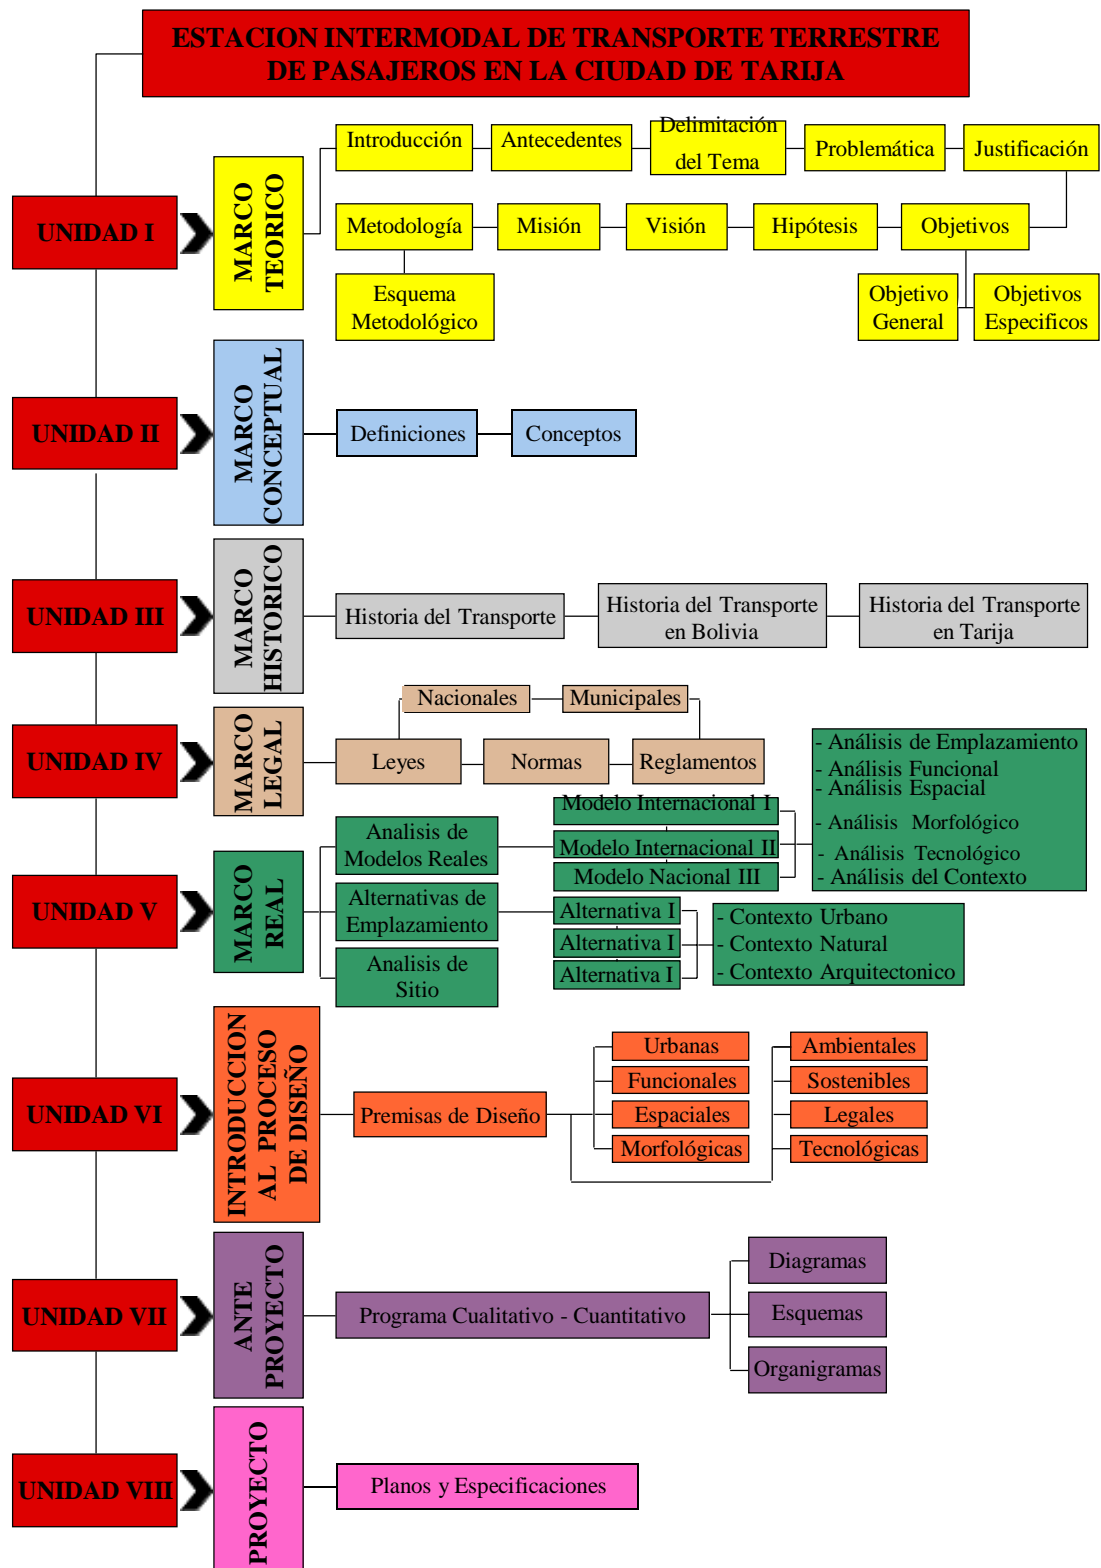 ESTACION INTERMODAL DE TRANSPORTE TERRESTRE
DE PASAJEROS EN LA CIUDAD DE TARIJA
UNIDAD I
MARCO
TEORICO
Introducción
Antecedentes
Delimitación
del Tema
Problemática
Justificación
Metodología
Misión
Visión
Hipótesis
Objetivos
Esquema
Metodológico
Objetivo
General
Objetivos
Especificos
UNIDAD II
MARCO
CONCEPTUAL
Definiciones
Conceptos
UNIDAD III
MARCO
HISTORICO
Historia del Transporte
Historia del Transporte
en Bolivia
Historia del Transporte
en Tarija
UNIDAD IV
MARCO
LEGAL
Nacionales
Municipales
Leyes
Normas
Reglamentos
UNIDAD V
MARCO
REAL
Analisis de
Modelos Reales
Modelo Internacional I
Modelo Internacional II
Modelo Nacional III
- Análisis de Emplazamiento
- Análisis Funcional
- Análisis Espacial
- Análisis Morfológico
- Análisis Tecnológico
- Análisis del Contexto
Alternativas de
Emplazamiento
Alternativa I
Alternativa I
Alternativa I
- Contexto Urbano
- Contexto Natural
- Contexto Arquitectonico
Analisis de
Sitio
UNIDAD VI
INTRODUCCION
AL PROCESO
DE DISEÑO
Premisas de Diseño
Urbanas
Funcionales
Espaciales
Morfológicas
Ambientales
Sostenibles
Legales
Tecnológicas
UNIDAD VII
ANTE
PROYECTO
Programa Cualitativo - Cuantitativo
Diagramas
Esquemas
Organigramas
UNIDAD VIII
PROYECTO
Planos y Especificaciones